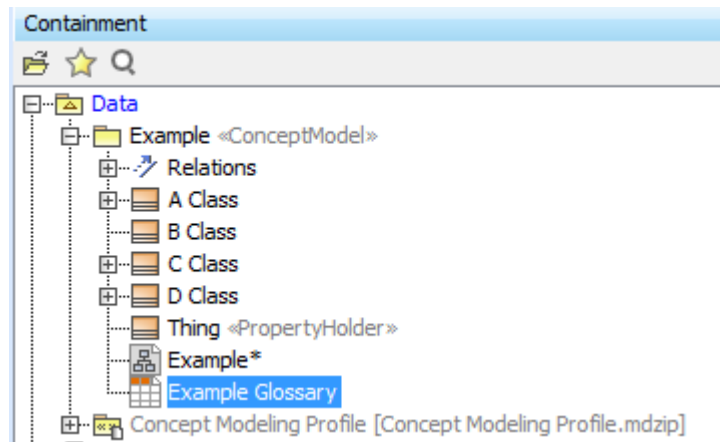 Containment
Data
Example «ConceptModel»
Relations
A Class
B Class
C Class
D Class
Thing «PropertyHolder»
Example*
Example Glossary
Concept Modeling Profile [Concept Modeling Profile.mdzip]